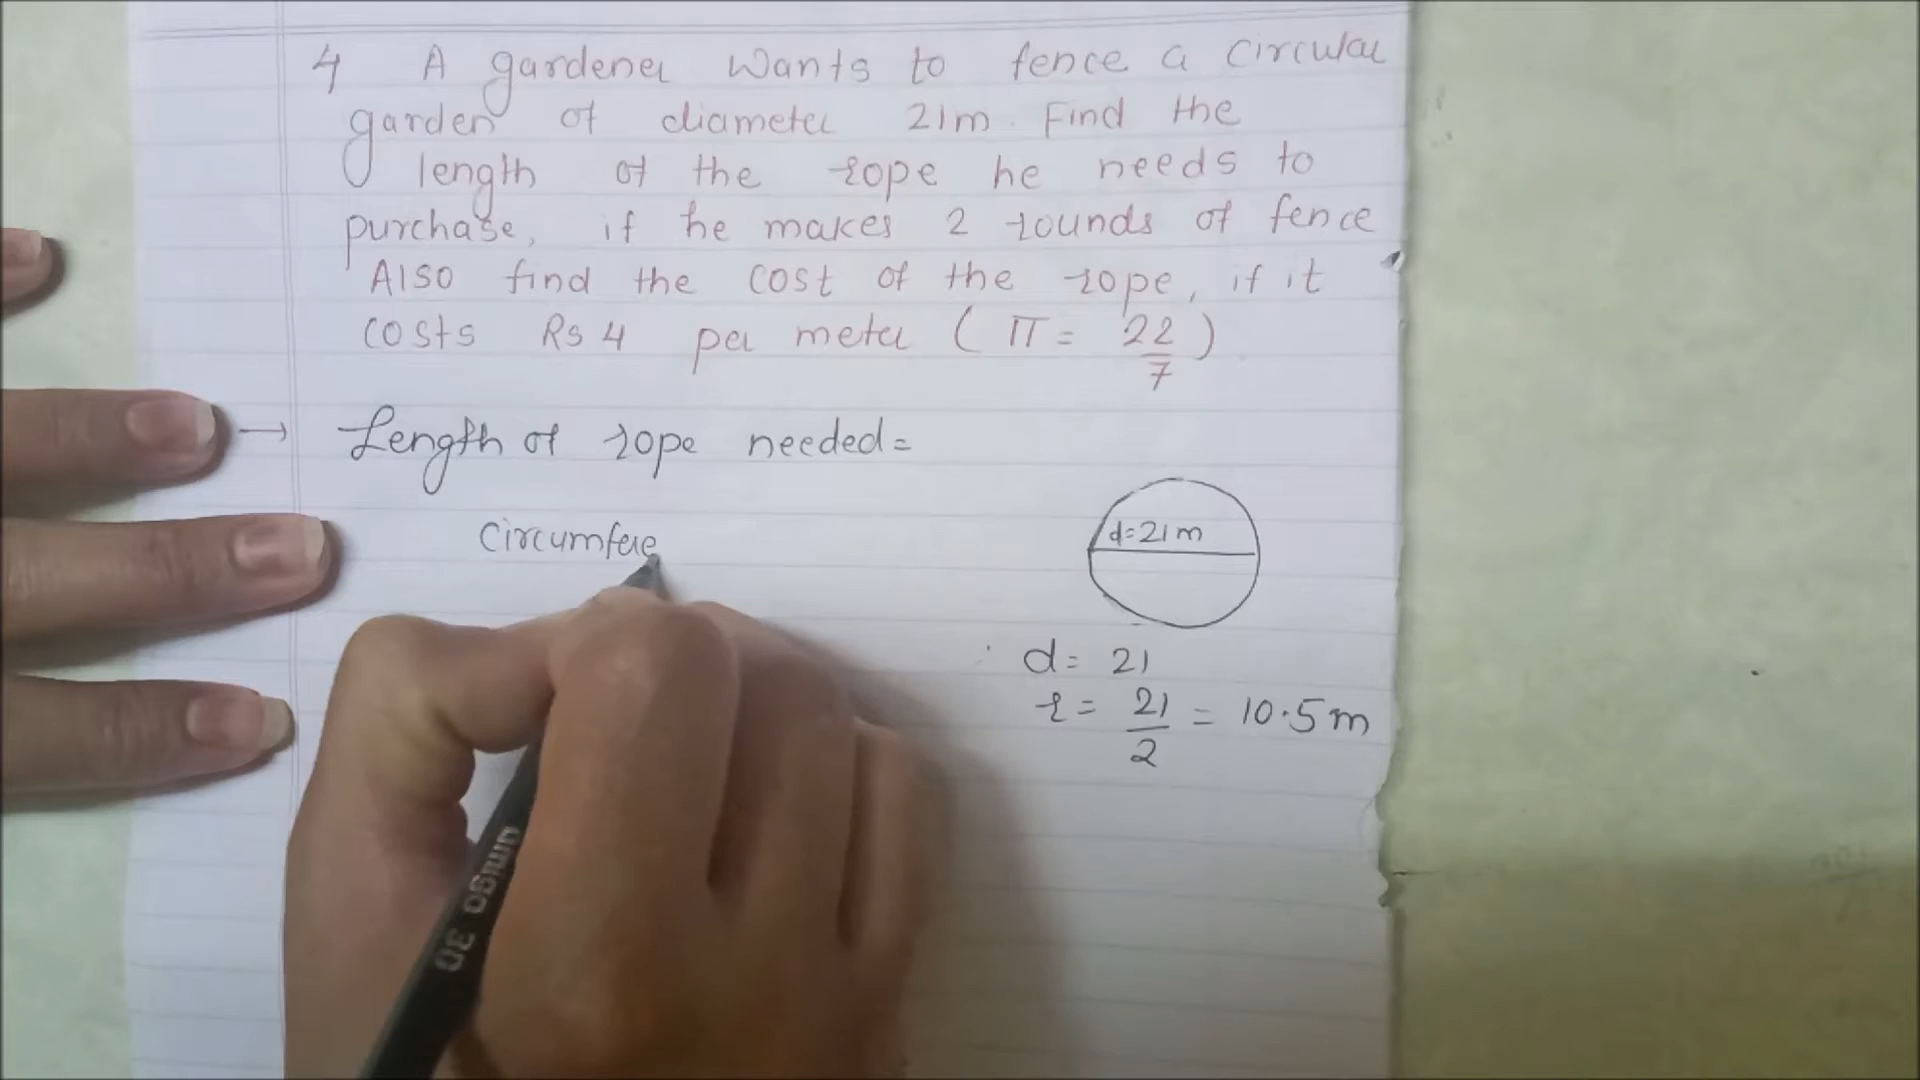 4 A gardener wants to fence a circular
garden of diameter 21m. Find the
length of the rope he needs to
purchase, if he makes 2 rounds of fence
Also find the cost of the rope, if it
costs Rs 4 per meter ( π = 22/7 )
→ Length of rope needed =
Circumfere
d=21m
d = 21
r = 21/2 = 10.5m
unigo 3D